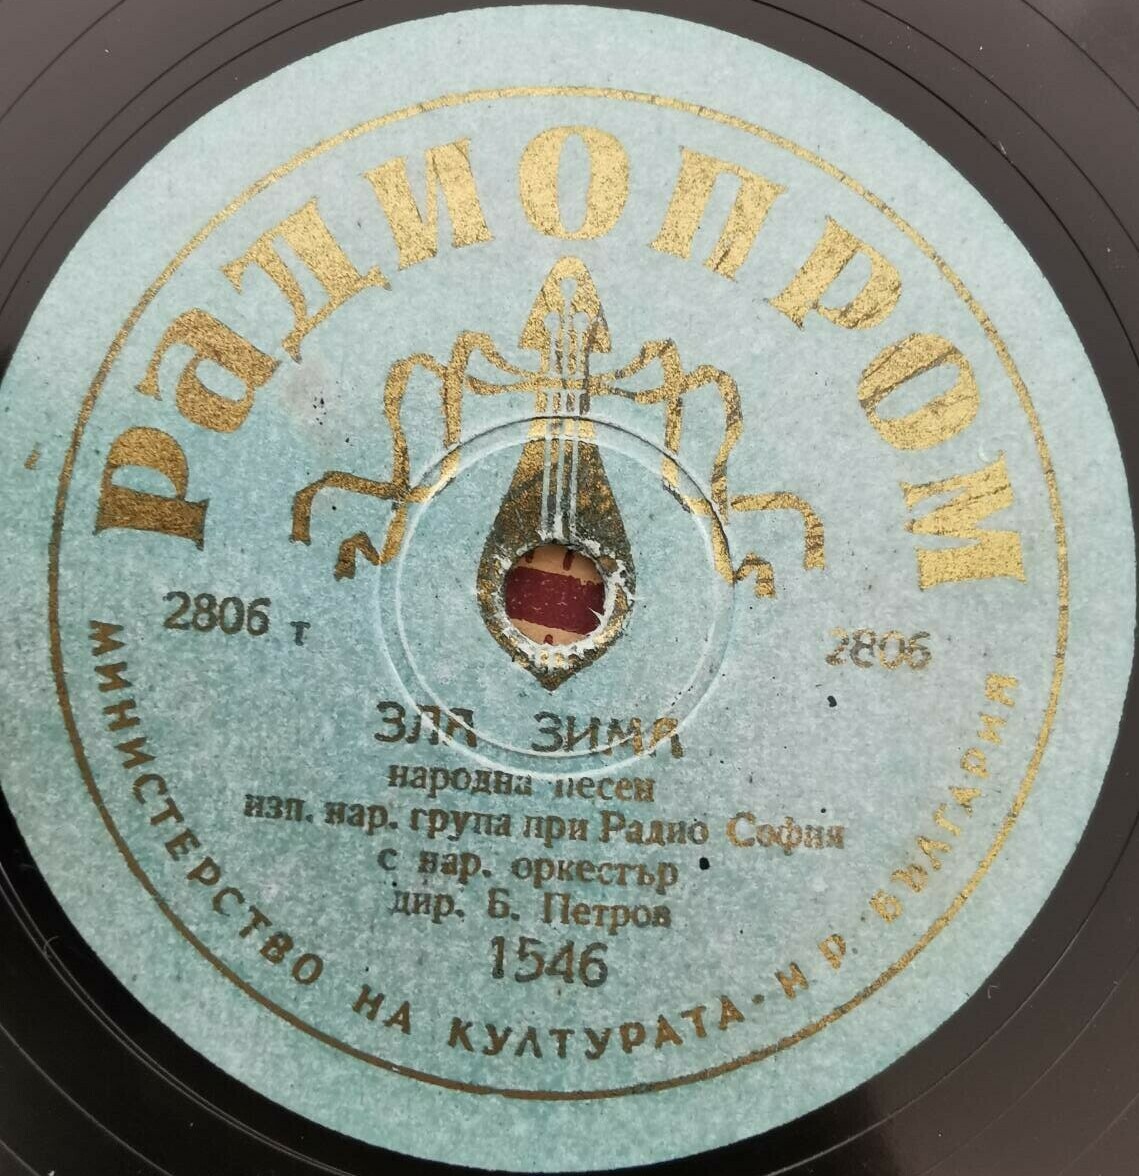 Радиопром
2806 т
2806
ЗЛА ЗИМА
народна песен
изп. нар. група при Радио София
с нар. оркестър
дир. Б. Петров
1546
МИНИСТЕРСТВО НА КУЛТУРАТА · Н.Р. БЪЛГАРИЯ